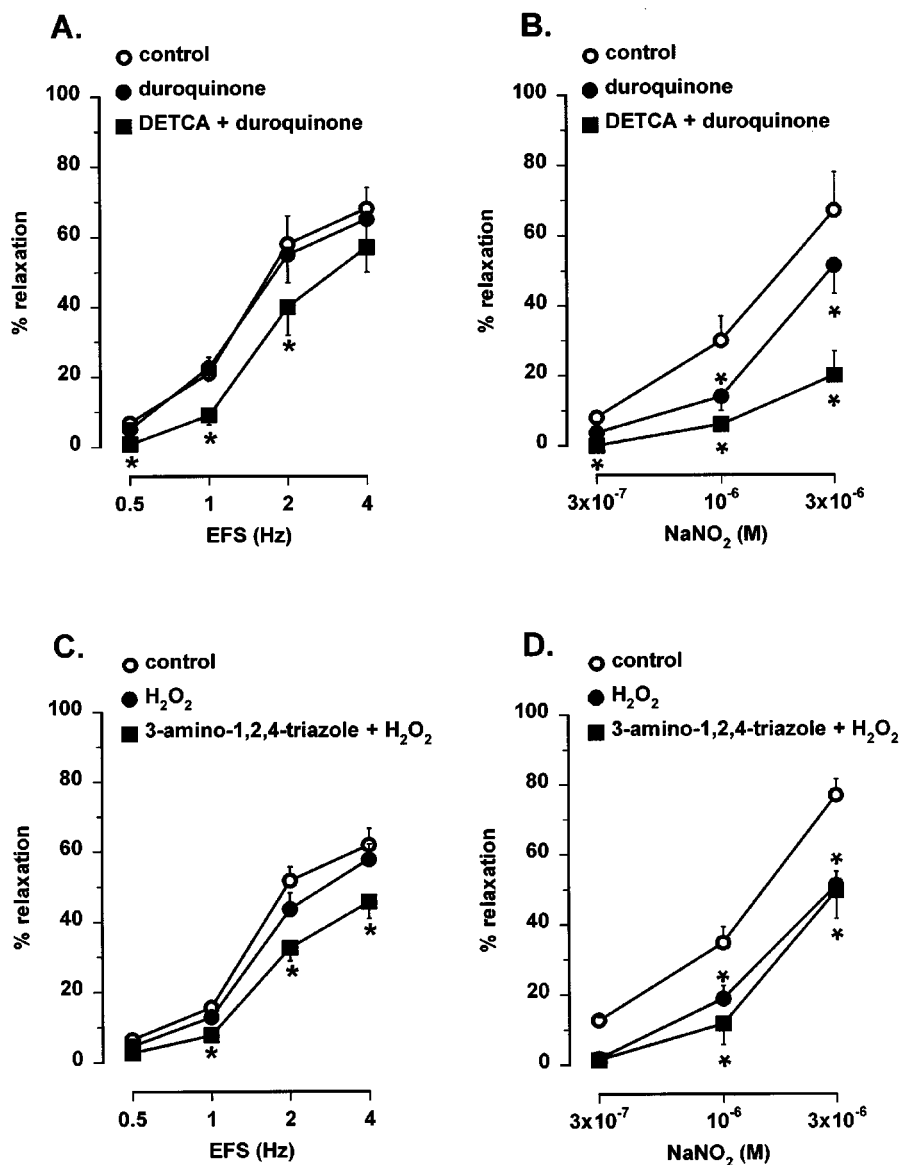 A.
control
duroquinone
DETCA + duroquinone
100
80
60
40
20
0
% relaxation
*
*
*
0.5 1 2 4
EFS (Hz)
B.
control
duroquinone
DETCA + duroquinone
100
80
60
40
20
0
% relaxation
*
*
*
*
*
3x10⁻⁷ 10⁻⁶ 3x10⁻⁶
NaNO₂ (M)
C.
control
H₂O₂
3-amino-1,2,4-triazole + H₂O₂
100
80
60
40
20
0
% relaxation
*
*
*
0.5 1 2 4
EFS (Hz)
D.
control
H₂O₂
3-amino-1,2,4-triazole + H₂O₂
100
80
60
40
20
0
% relaxation
*
*
*
*
3x10⁻⁷ 10⁻⁶ 3x10⁻⁶
NaNO₂ (M)